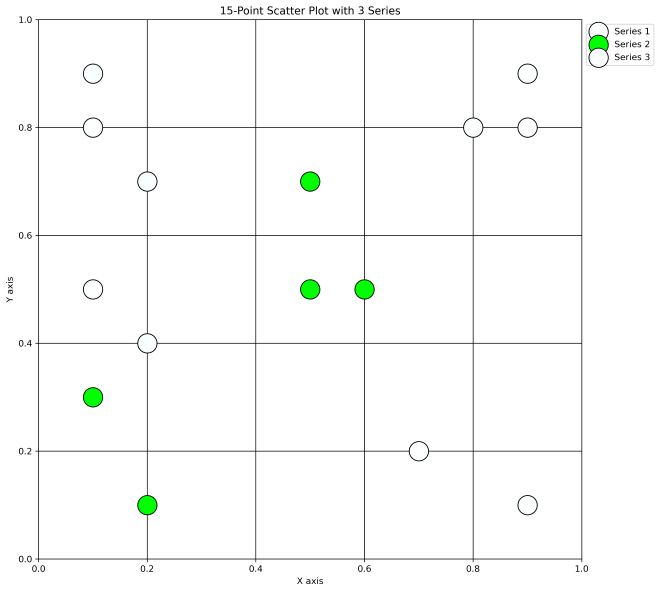 15-Point Scatter Plot with 3 Series
1.0
0.8
0.6
0.4
0.2
0.0
Y axis
0.0 0.2 0.4 0.6 0.8 1.0
X axis
Series 1
Series 2
Series 3